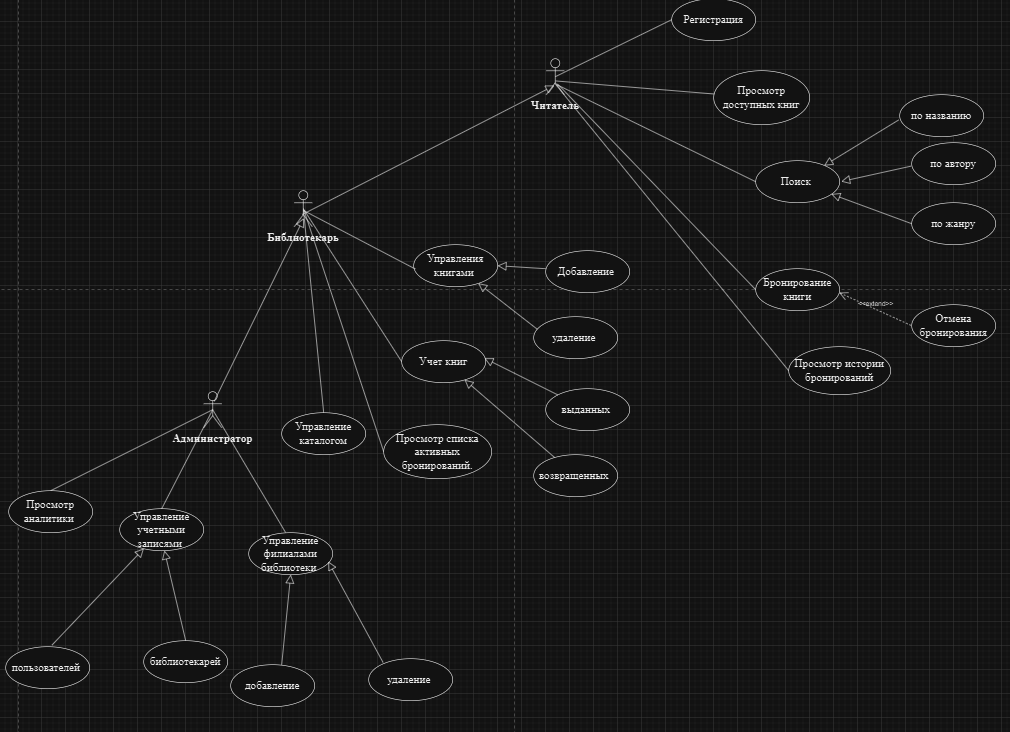 Регистрация
Читатель
Просмотр
доступных книг
по названию
по автору
Поиск
по жанру
Библиотекарь
Управления
книгами
Добавление
Бронирование
книги
<<extend>>
Отмена
бронирования
удаление
Учет книг
Просмотр истории
бронирований
выданных
Администратор
Управление
каталогом
Просмотр списка
активных
бронирований.
возвращенных
Просмотр
аналитики
Управление
учетными
записями
Управление
филиалами
библиотеки
пользователей
библиотекарей
добавление
удаление